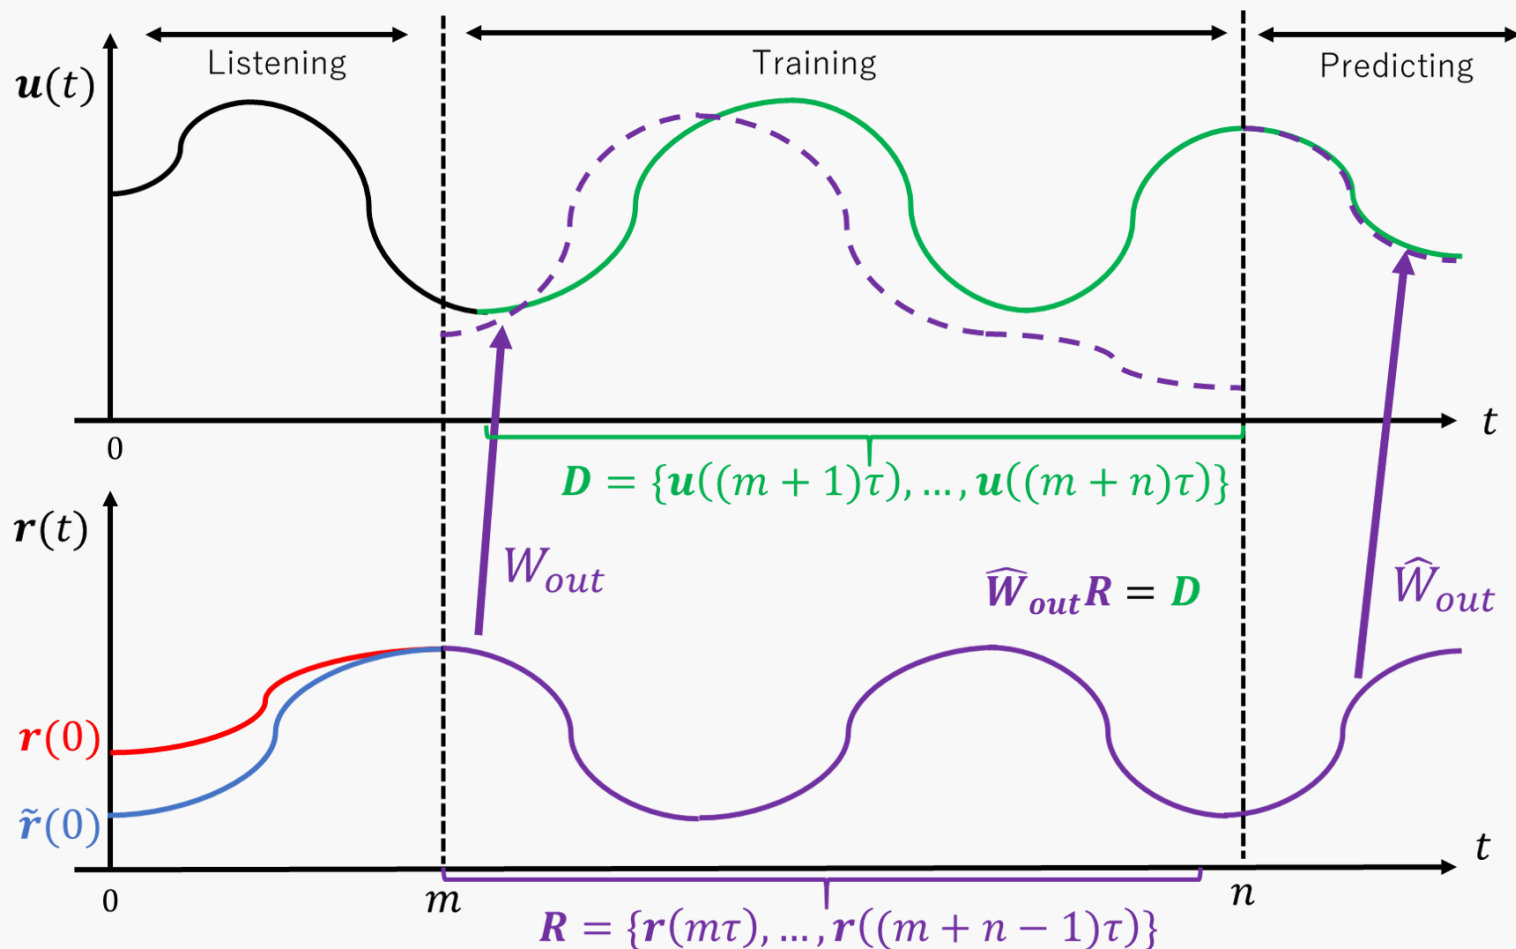 Listening
Training
Predicting
u(t)
t
0
D = {u((m + 1)τ), ..., u((m + n)τ)}
r(t)
W_out
Ŵ_out R = D
Ŵ_out
r(0)
r̃(0)
t
0
m
n
R = {r(mτ), ..., r((m + n − 1)τ)}